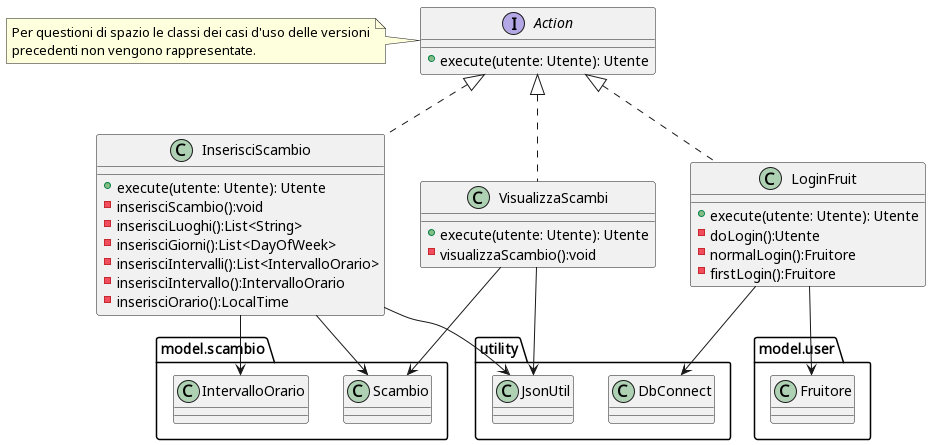 Per questioni di spazio le classi dei casi d'uso delle versioni
precedenti non vengono rappresentate.
I Action
execute(utente: Utente): Utente
C InserisciScambio
execute(utente: Utente): Utente
inserisciScambio():void
inserisciLuoghi():List<String>
inserisciGiorni():List<DayOfWeek>
inserisciIntervalli():List<IntervalloOrario>
inserisciIntervallo():IntervalloOrario
inserisciOrario():LocalTime
C VisualizzaScambi
execute(utente: Utente): Utente
visualizzaScambio():void
C LoginFruit
execute(utente: Utente): Utente
doLogin():Utente
normalLogin():Fruitore
firstLogin():Fruitore
model.scambio
C IntervalloOrario
C Scambio
utility
C JsonUtil
C DbConnect
model.user
C Fruitore